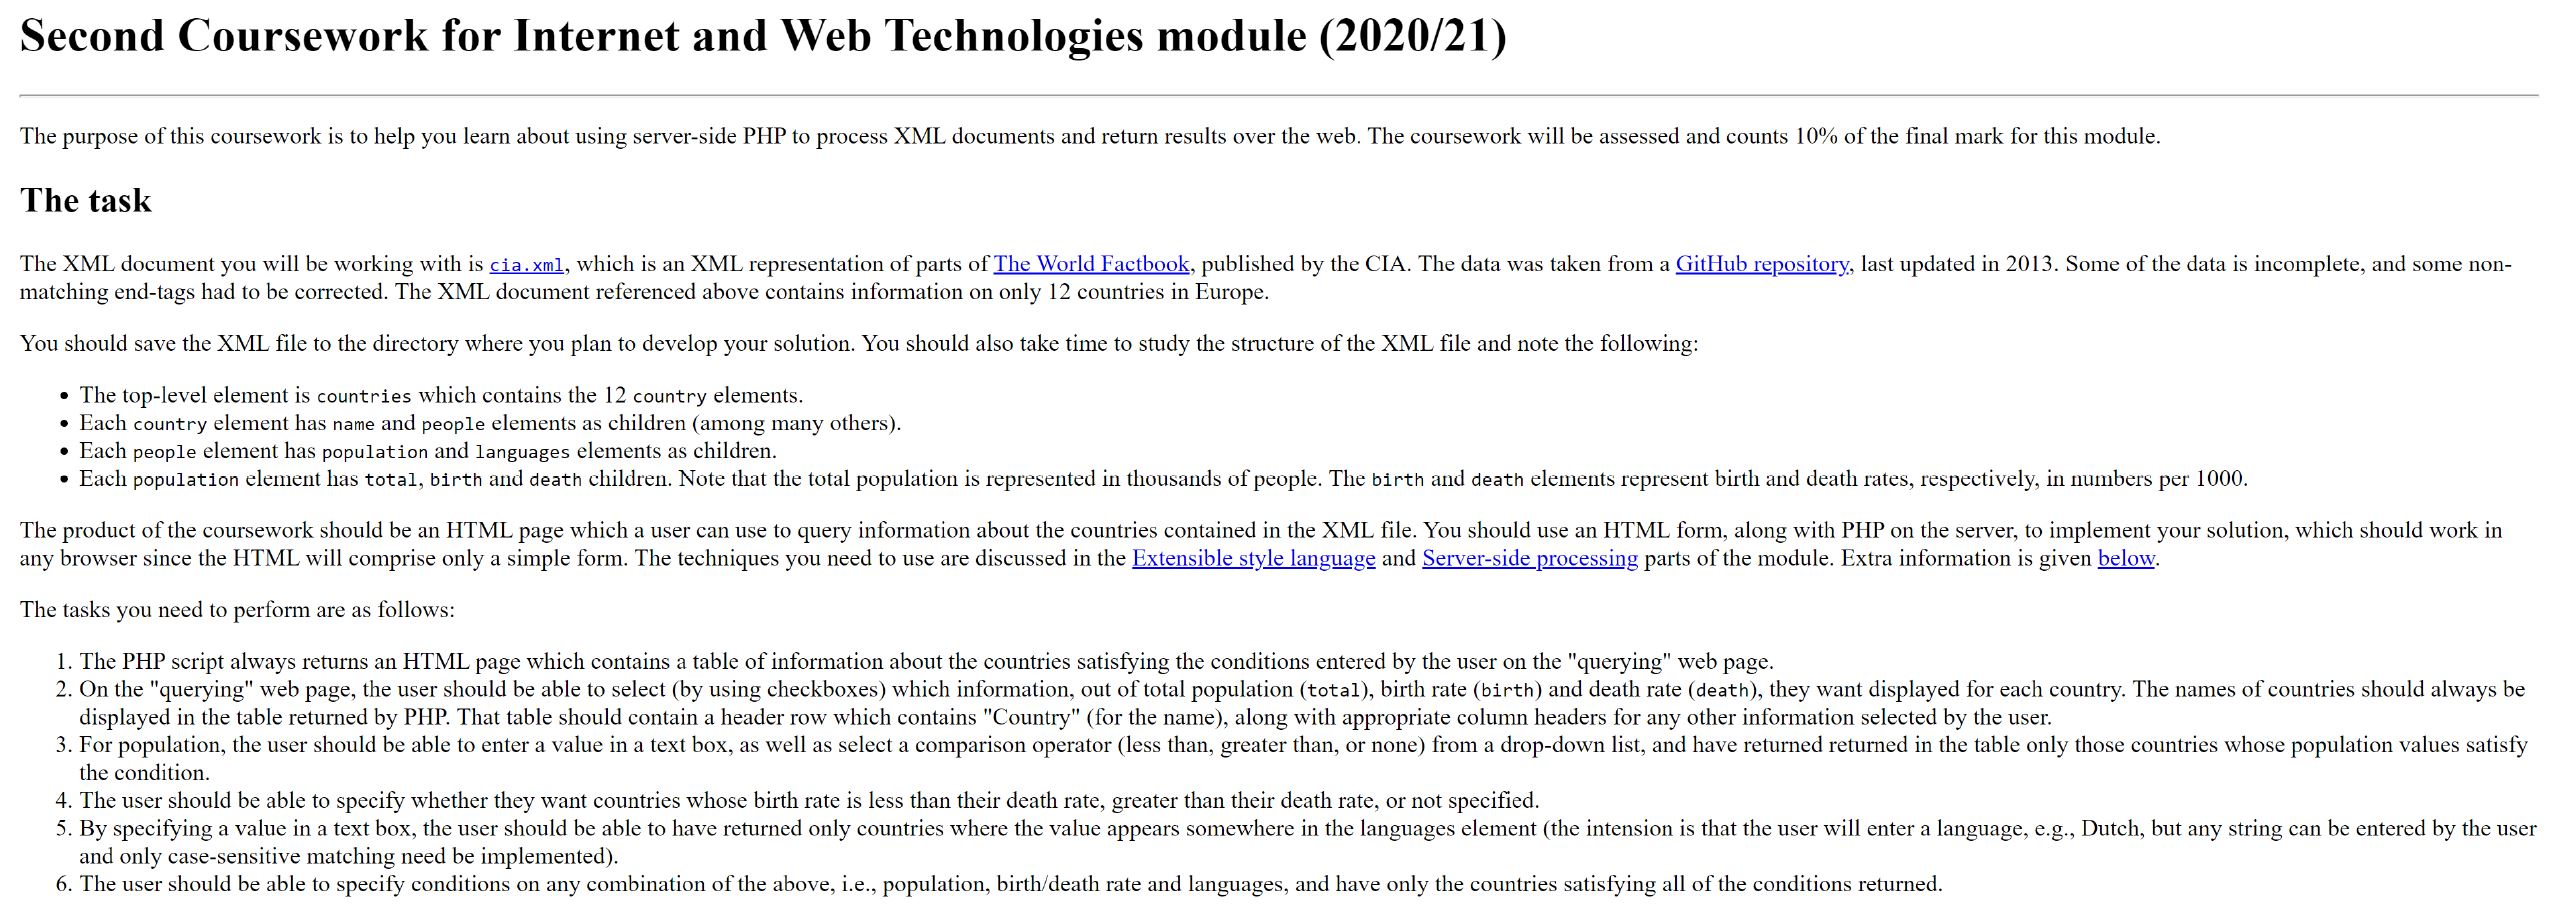 Second Coursework for Internet and Web Technologies module (2020/21)
The purpose of this coursework is to help you learn about using server-side PHP to process XML documents and return results over the web. The coursework will be assessed and counts 10% of the final mark for this module.
The task
The XML document you will be working with is cia.xml, which is an XML representation of parts of The World Factbook, published by the CIA. The data was taken from a GitHub repository, last updated in 2013. Some of the data is incomplete, and some non-
matching end-tags had to be corrected. The XML document referenced above contains information on only 12 countries in Europe.
You should save the XML file to the directory where you plan to develop your solution. You should also take time to study the structure of the XML file and note the following:
• The top-level element is countries which contains the 12 country elements.
• Each country element has name and people elements as children (among many others).
• Each people element has population and languages elements as children.
• Each population element has total, birth and death children. Note that the total population is represented in thousands of people. The birth and death elements represent birth and death rates, respectively, in numbers per 1000.
The product of the coursework should be an HTML page which a user can use to query information about the countries contained in the XML file. You should use an HTML form, along with PHP on the server, to implement your solution, which should work in
any browser since the HTML will comprise only a simple form. The techniques you need to use are discussed in the Extensible style language and Server-side processing parts of the module. Extra information is given below.
The tasks you need to perform are as follows:
1. The PHP script always returns an HTML page which contains a table of information about the countries satisfying the conditions entered by the user on the "querying" web page.
2. On the "querying" web page, the user should be able to select (by using checkboxes) which information, out of total population (total), birth rate (birth) and death rate (death), they want displayed for each country. The names of countries should always be
displayed in the table returned by PHP. That table should contain a header row which contains "Country" (for the name), along with appropriate column headers for any other information selected by the user.
3. For population, the user should be able to enter a value in a text box, as well as select a comparison operator (less than, greater than, or none) from a drop-down list, and have returned returned in the table only those countries whose population values satisfy
the condition.
4. The user should be able to specify whether they want countries whose birth rate is less than their death rate, greater than their death rate, or not specified.
5. By specifying a value in a text box, the user should be able to have returned only countries where the value appears somewhere in the languages element (the intension is that the user will enter a language, e.g., Dutch, but any string can be entered by the user
and only case-sensitive matching need be implemented).
6. The user should be able to specify conditions on any combination of the above, i.e., population, birth/death rate and languages, and have only the countries satisfying all of the conditions returned.